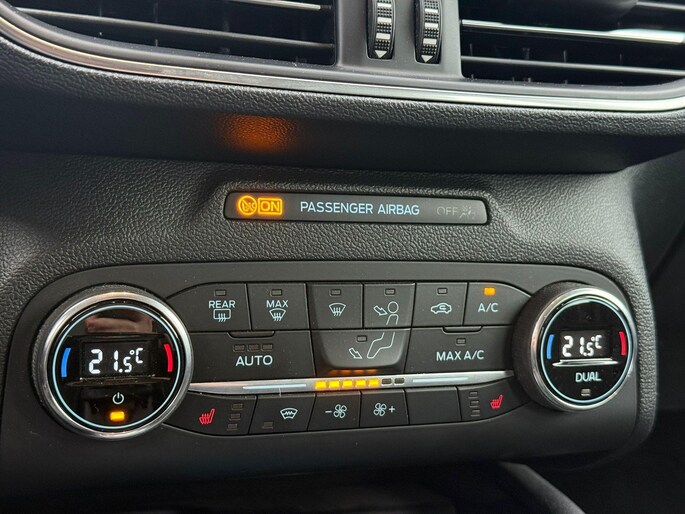 ON PASSENGER AIRBAG OFF
REAR MAX A/C
21.5°C AUTO MAX A/C 21.5°C
DUAL
- +